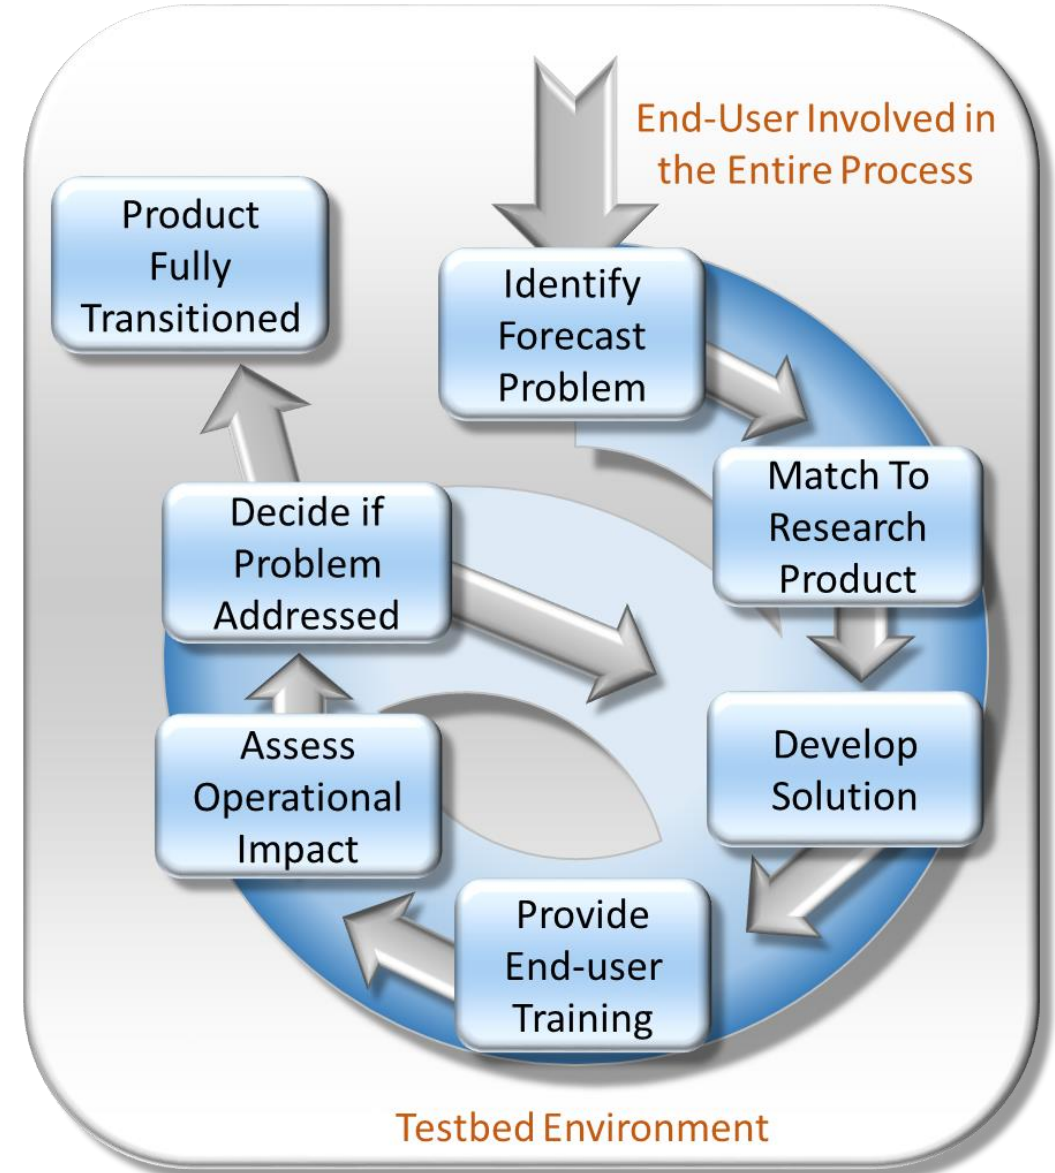 End-User Involved in
the Entire Process
Product
Fully
Transitioned
Identify
Forecast
Problem
Match To
Research
Product
Decide if
Problem
Addressed
Develop
Solution
Assess
Operational
Impact
Provide
End-user
Training
Testbed Environment